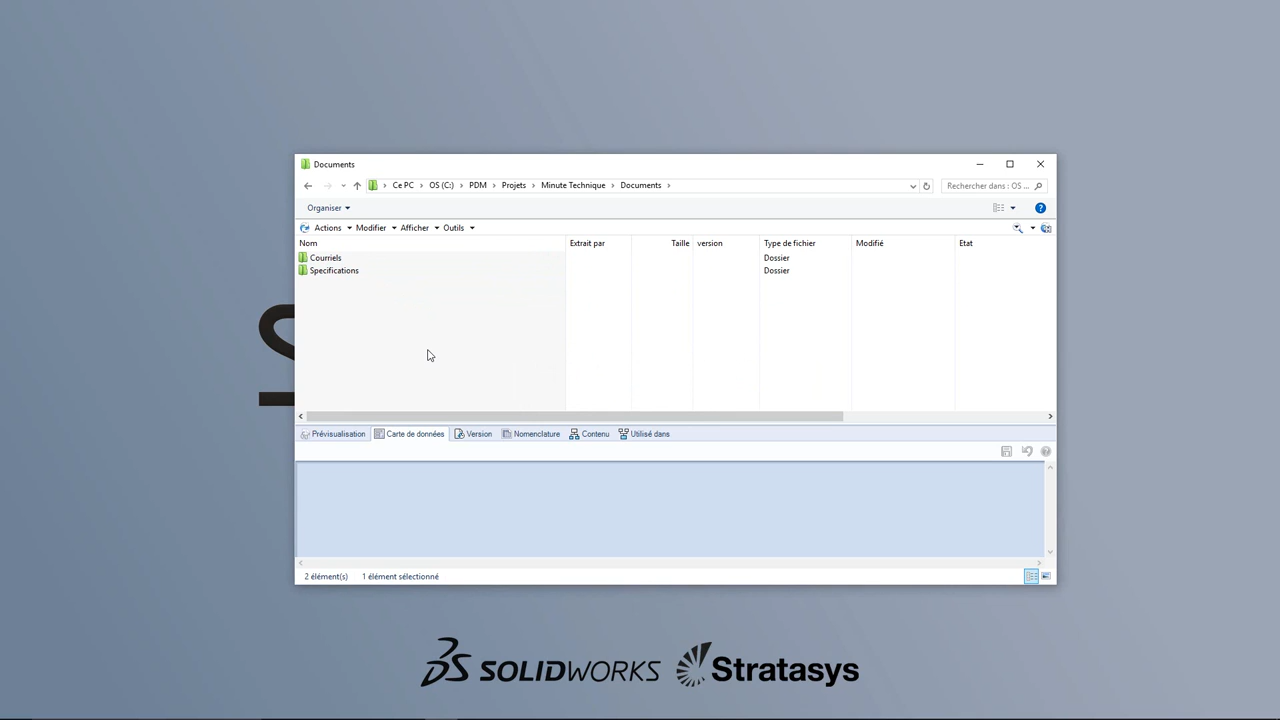 Documents
Ce PC OS (C:) PDM Projets Minute Technique Documents Rechercher dans : OS ...
Organiser
Actions Modifier Afficher Outils
Nom Extrait par Taille version Type de fichier Modifié Etat
Courriels Dossier
Specifications Dossier
Prévisualisation Carte de données Version Nomenclature Contenu Utilisé dans
2 élément(s) 1 élément sélectionné
SOLIDWORKS Stratasys